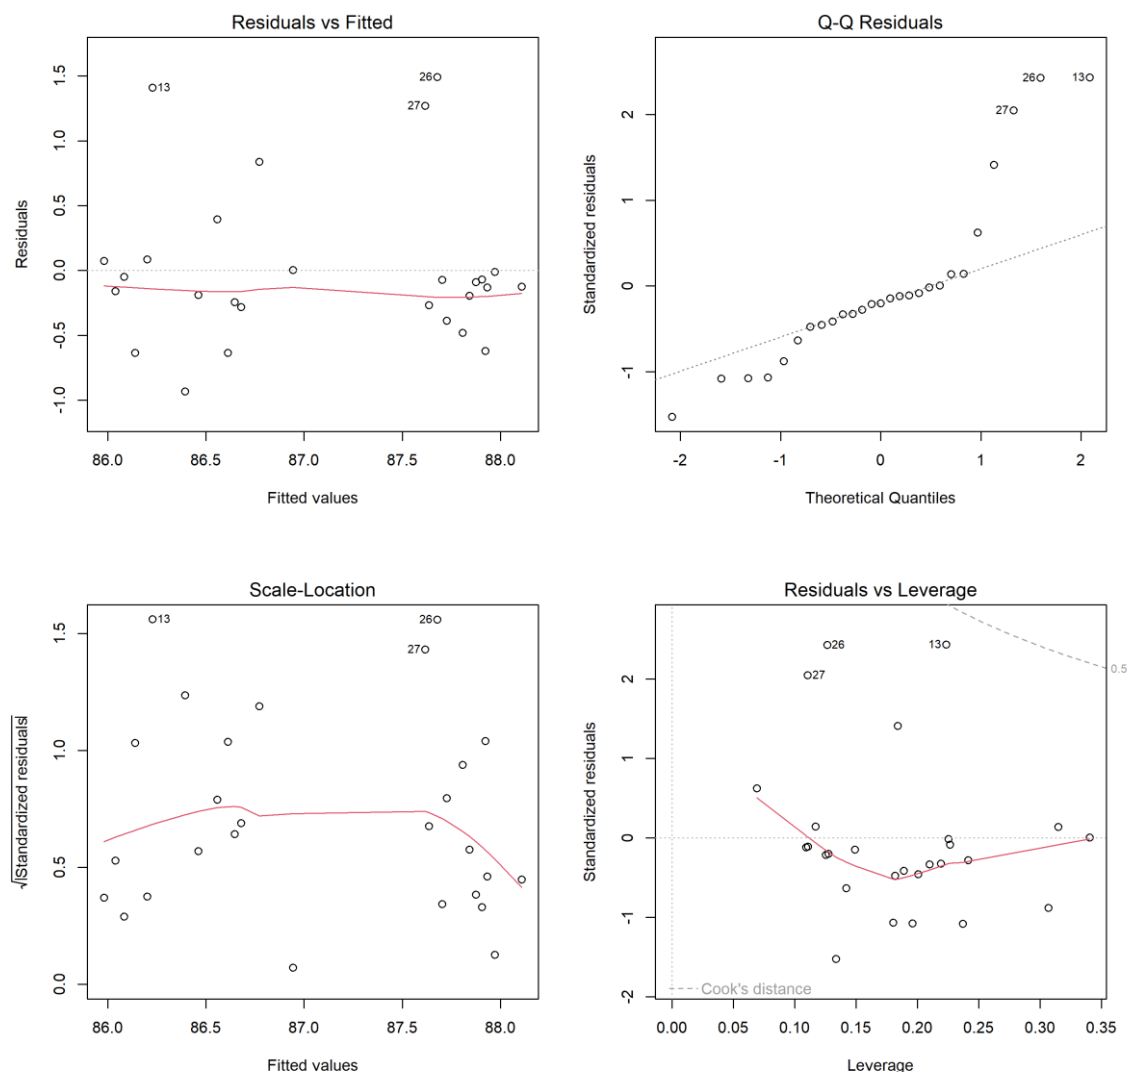 Residuals vs Fitted
Residuals
1.5
1.0
0.5
0.0
-0.5
-1.0
13
26
27
86.0 86.5 87.0 87.5 88.0
Fitted values
Q-Q Residuals
Standardized residuals
2
1
0
-1
26
13
27
-2 -1 0 1 2
Theoretical Quantiles
Scale-Location
√|Standardized residuals|
1.5
1.0
0.5
0.0
13
26
27
86.0 86.5 87.0 87.5 88.0
Fitted values
Residuals vs Leverage
Standardized residuals
2
1
0
-1
-2
26
13
27
0.5
Cook's distance
0.00 0.05 0.10 0.15 0.20 0.25 0.30 0.35
Leverage